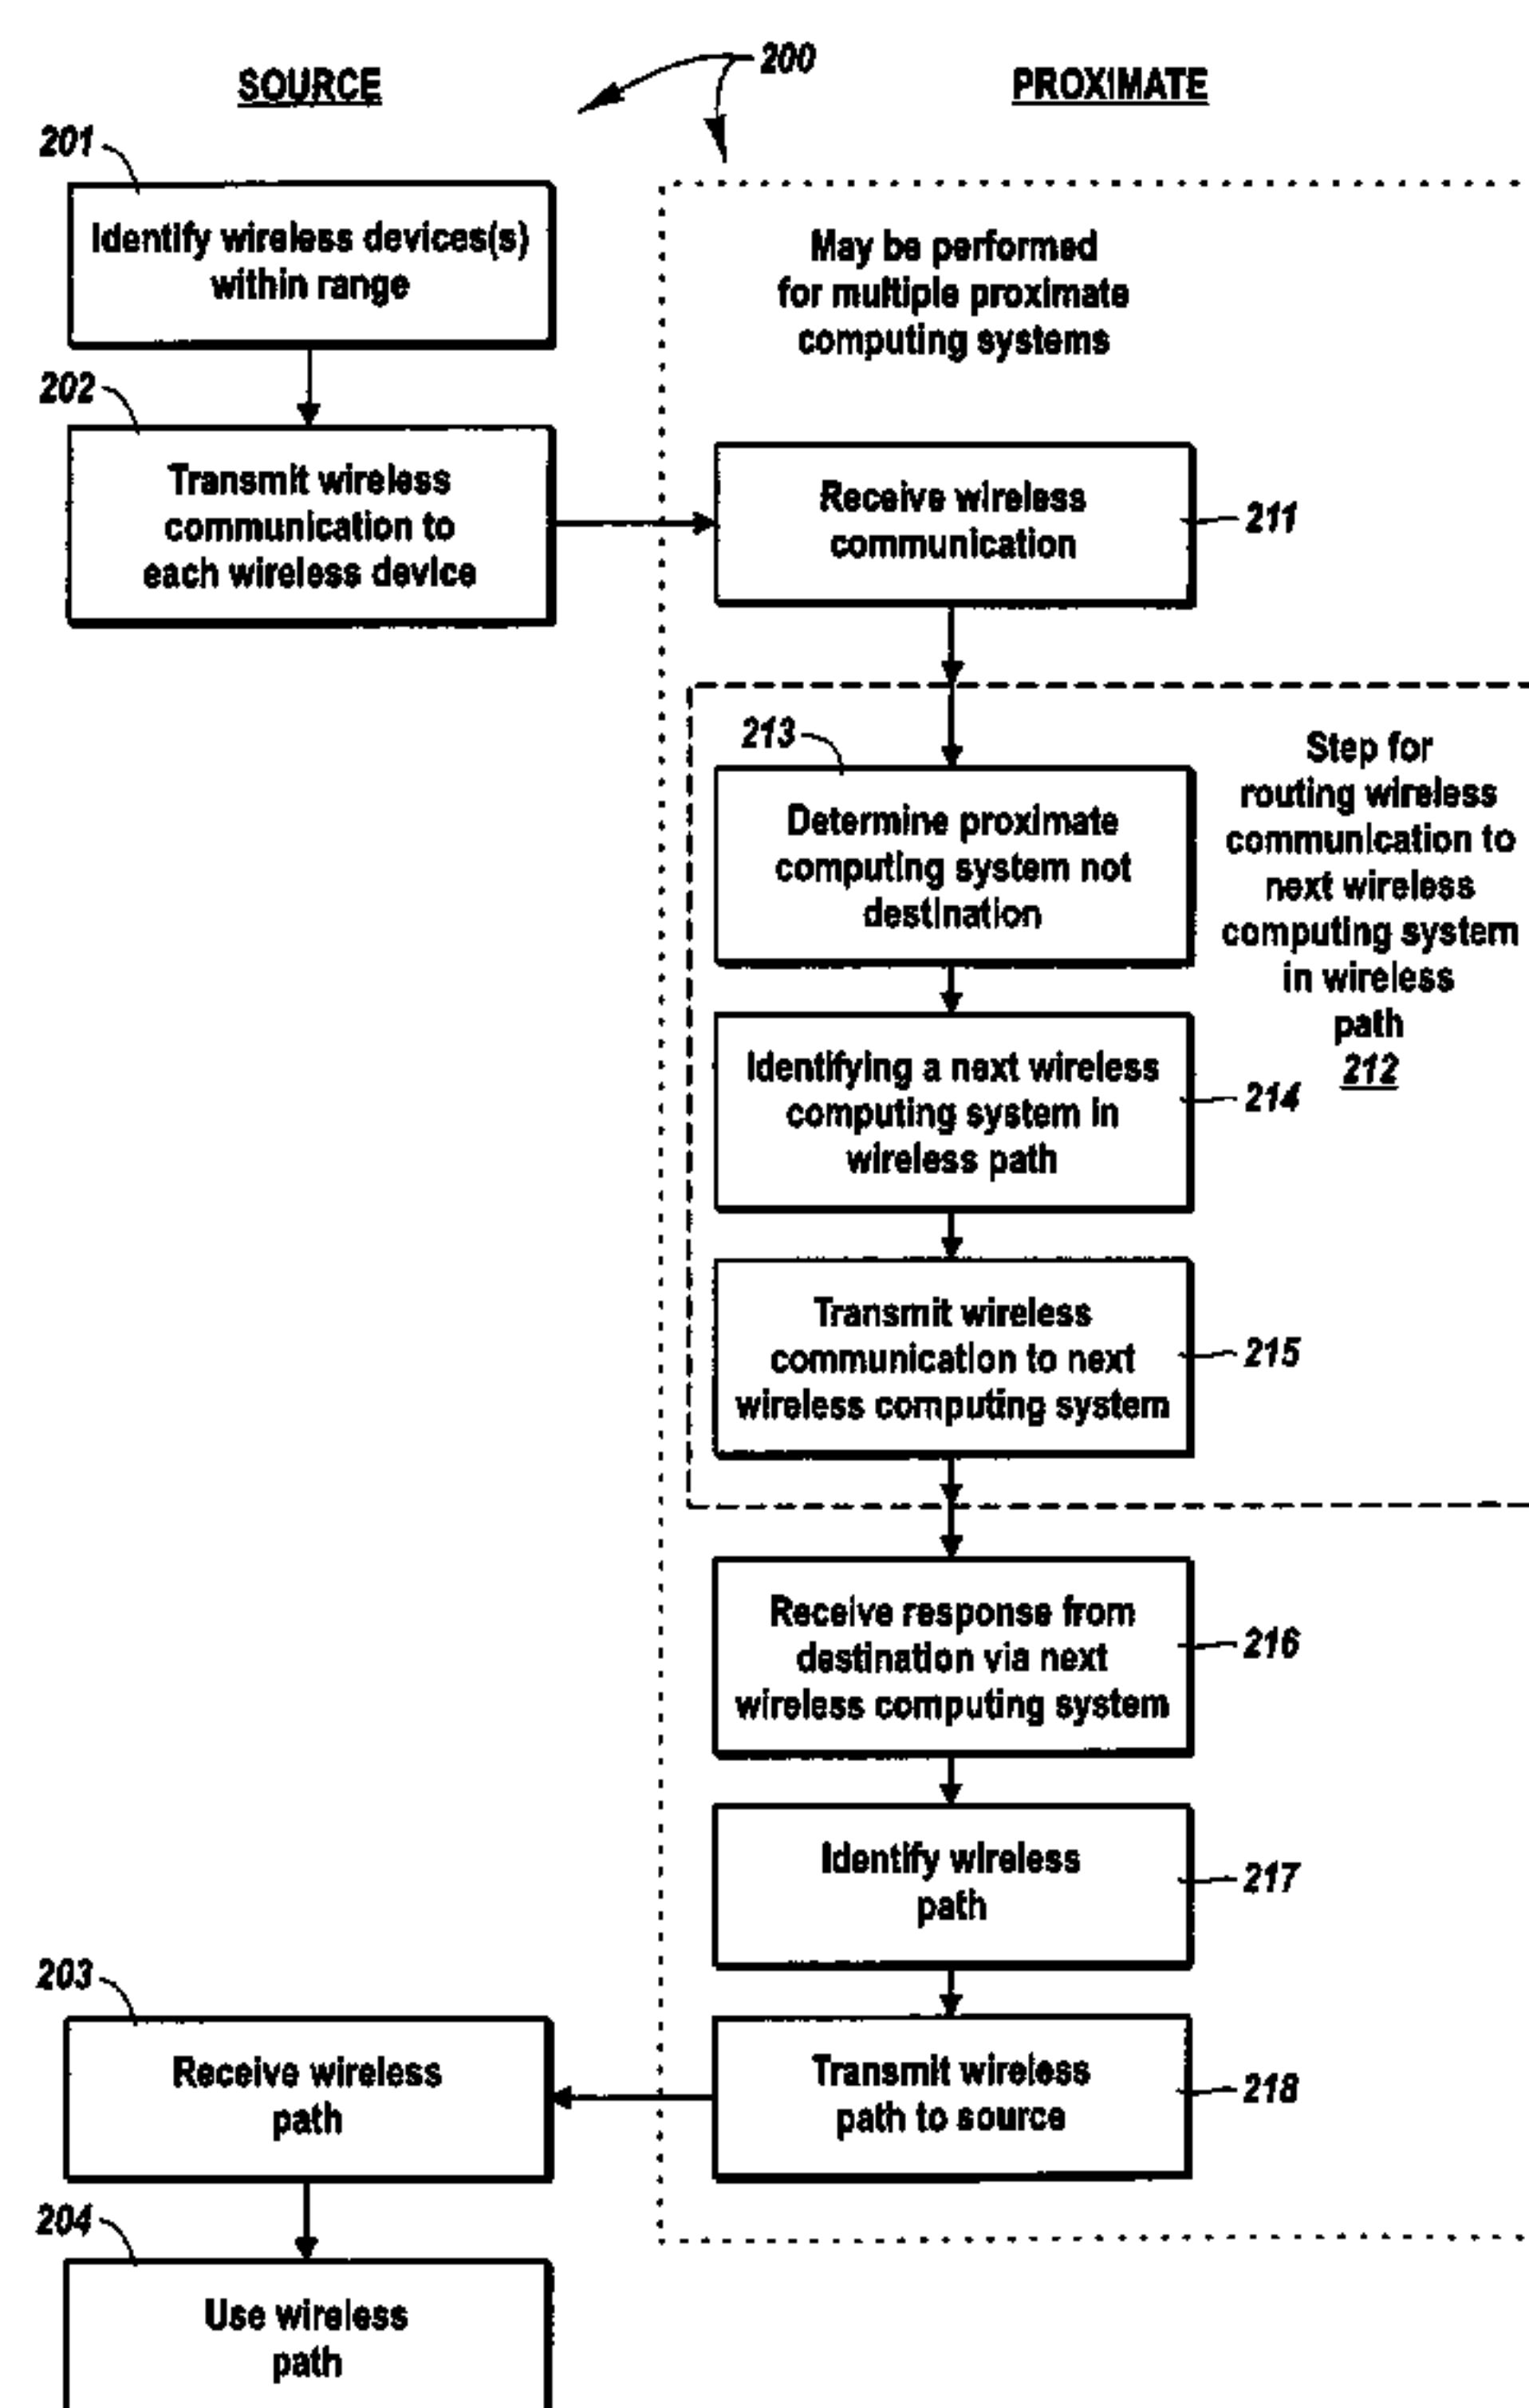 200
SOURCE
PROXIMATE
201
Identify wireless devices(s)
within range
May be performed
for multiple proximate
computing systems
202
Transmit wireless
communication to
each wireless device
Receive wireless
communication
211
213
Determine proximate
computing system not
destination
Step for
routing wireless
communication to
next wireless
computing system
in wireless
path
212
Identifying a next wireless
computing system in
wireless path
214
Transmit wireless
communication to next
wireless computing system
215
Receive response from
destination via next
wireless computing system
216
Identify wireless
path
217
Transmit wireless
path to source
218
203
Receive wireless
path
204
Use wireless
path